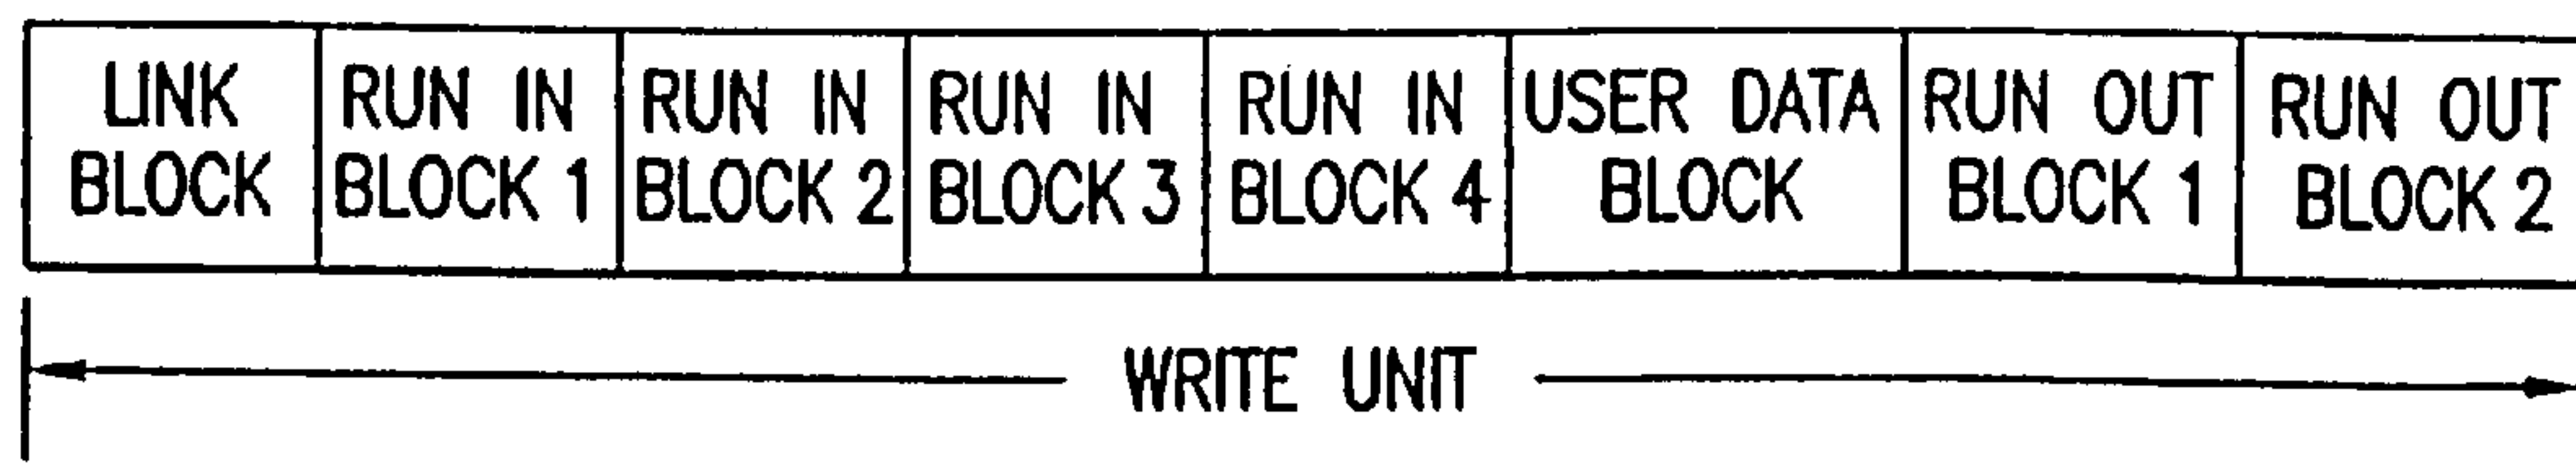 LINK BLOCK
RUN IN BLOCK 1
RUN IN BLOCK 2
RUN IN BLOCK 3
RUN IN BLOCK 4
USER DATA BLOCK
RUN OUT BLOCK 1
RUN OUT BLOCK 2
WRITE UNIT